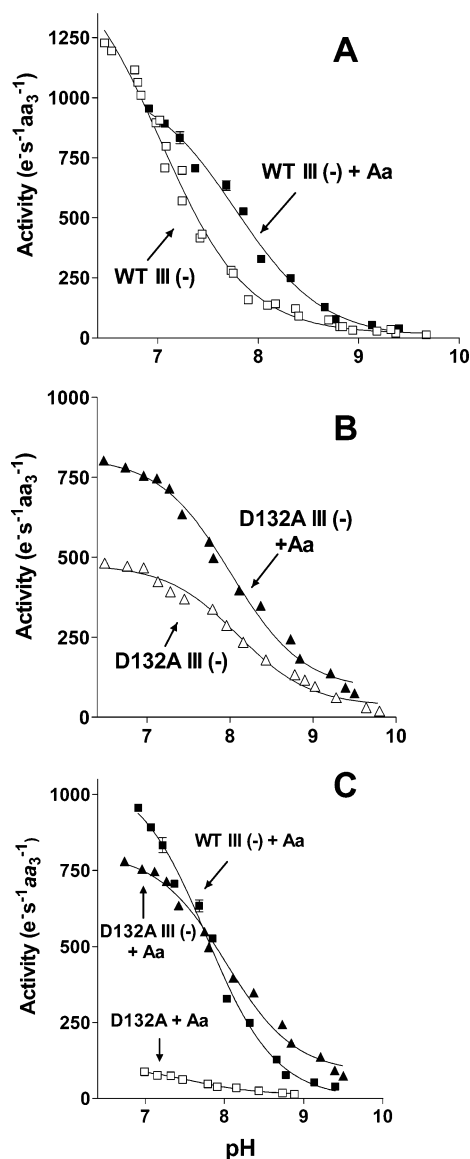 A
Activity (e⁻s⁻¹aa₃⁻¹)
1250
1000
750
500
250
0
WT III (-) + Aa
WT III (-)
7 8 9 10
B
Activity (e⁻s⁻¹aa₃⁻¹)
1000
750
500
250
0
D132A III (-)
+Aa
D132A III (-)
7 8 9 10
C
Activity (e⁻s⁻¹aa₃⁻¹)
1000
750
500
250
0
WT III (-) + Aa
D132A III (-)
+ Aa
D132A + Aa
7 8 9 10
pH